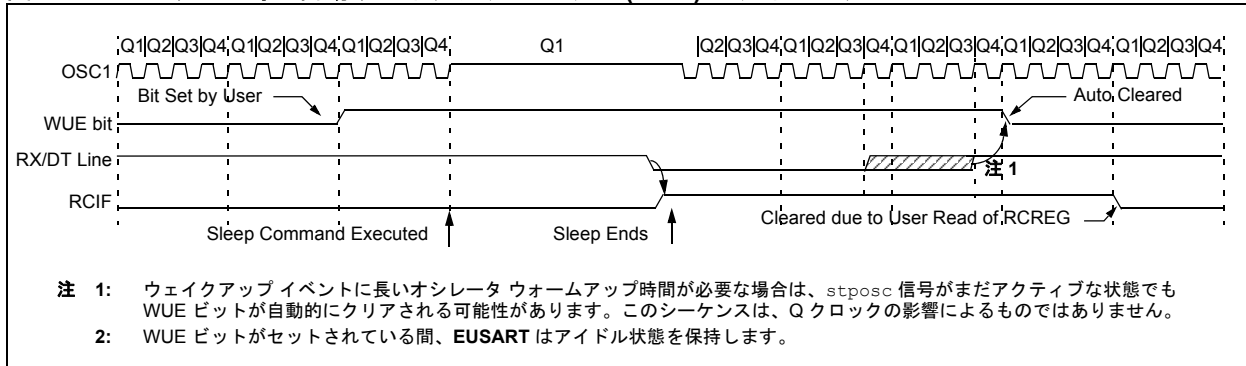 Q1 Q2 Q3 Q4 Q1 Q2 Q3 Q4 Q1 Q2 Q3 Q4 Q1 Q2 Q3 Q4 Q1 Q2 Q3 Q4 Q1 Q2 Q3 Q4 Q1 Q2 Q3 Q4 Q1 Q2 Q3 Q4
OSC1
Bit Set by User
Auto Cleared
WUE bit
RX/DT Line
注 1
RCIF
Cleared due to User Read of RCREG
Sleep Command Executed
Sleep Ends
注 1: ウェイクアップ イベントに長いオシレータ ウォームアップ時間が必要な場合は、stposc 信号がまだアクティブな状態でも
WUE ビットが自動的にクリアされる可能性があります。このシーケンスは、Q クロックの影響によるものではありません。
2: WUE ビットがセットされている間、EUSART はアイドル状態を保持します。